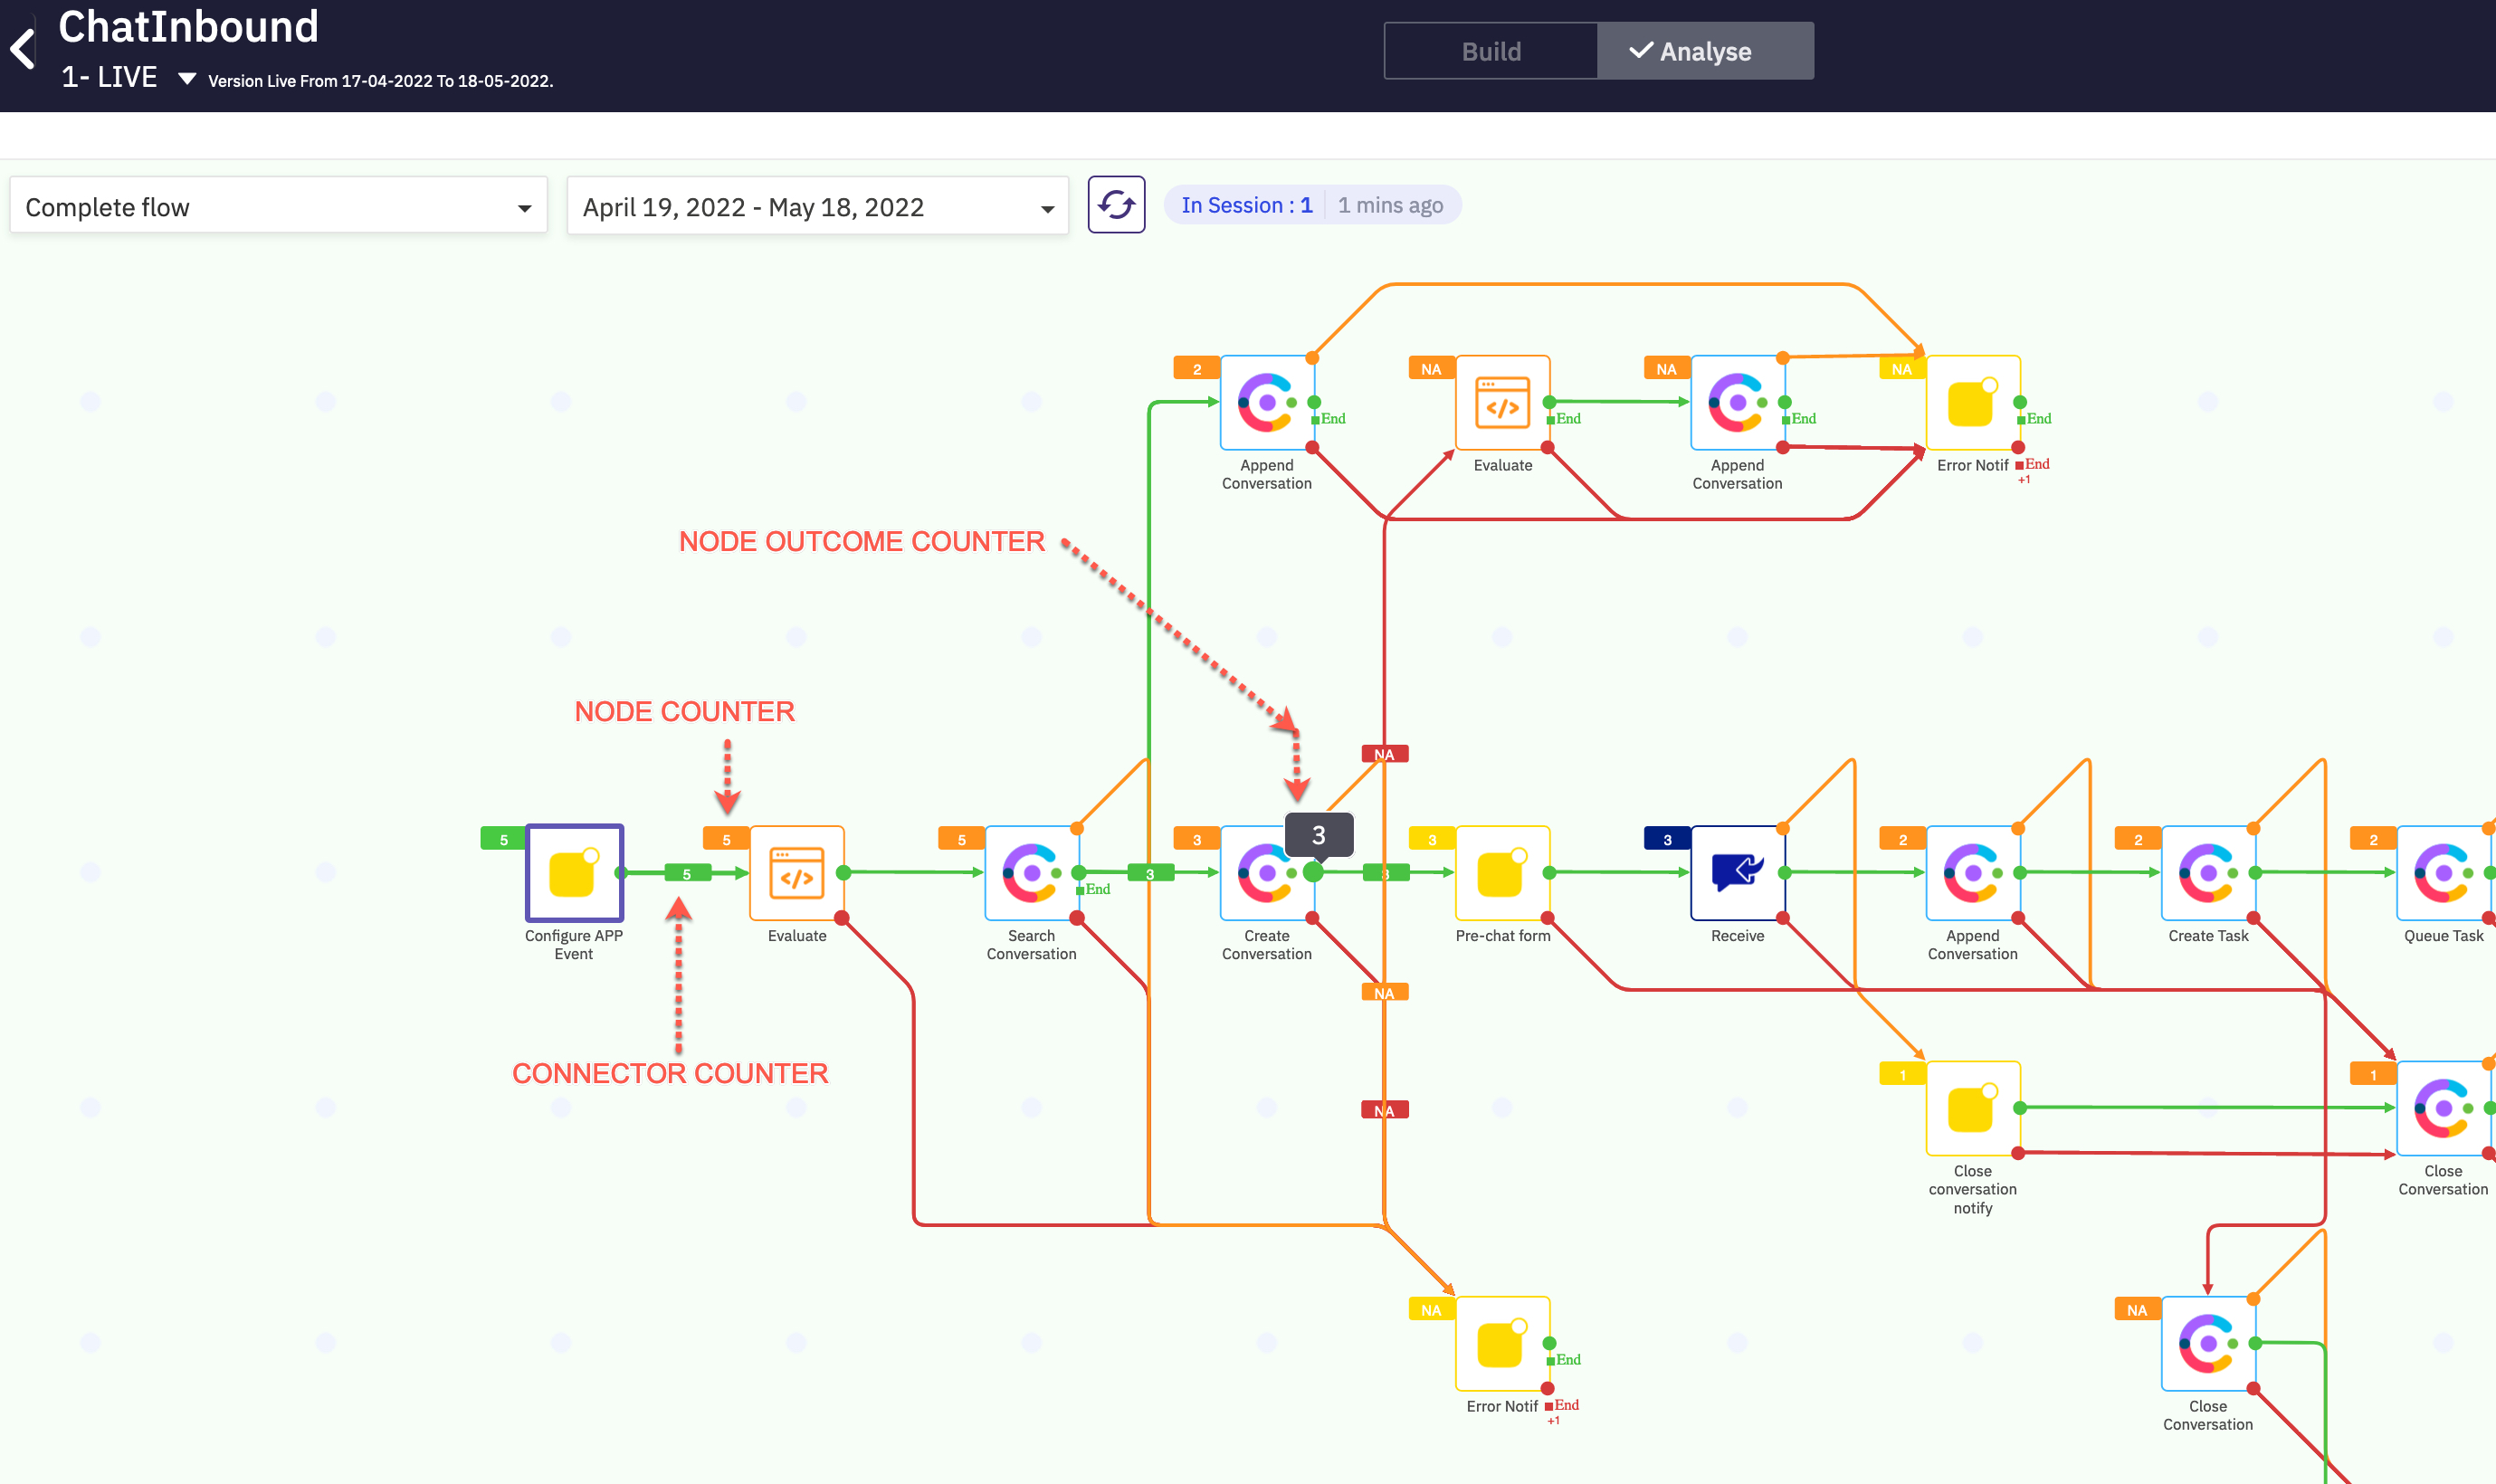 ChatInbound
1- LIVE
Version Live From 17-04-2022 To 18-05-2022.
Build
Analyse
Complete flow
April 19, 2022 - May 18, 2022
In Session : 1
1 mins ago
2
NA
NA
NA
End
End
End
End
Append
Conversation
Evaluate
Append
Conversation
Error Notif
End
+1
NODE OUTCOME COUNTER
NODE COUNTER
NA
3
5
5
5
3
3
3
2
2
2
5
3
3
End
Configure APP
Event
Evaluate
Search
Conversation
Create
Conversation
Pre-chat form
Receive
Append
Conversation
Create Task
Queue Task
NA
CONNECTOR COUNTER
1
1
NA
Close
conversation
notify
Close
Conversation
NA
NA
End
Error Notif
End
+1
Close
Conversation